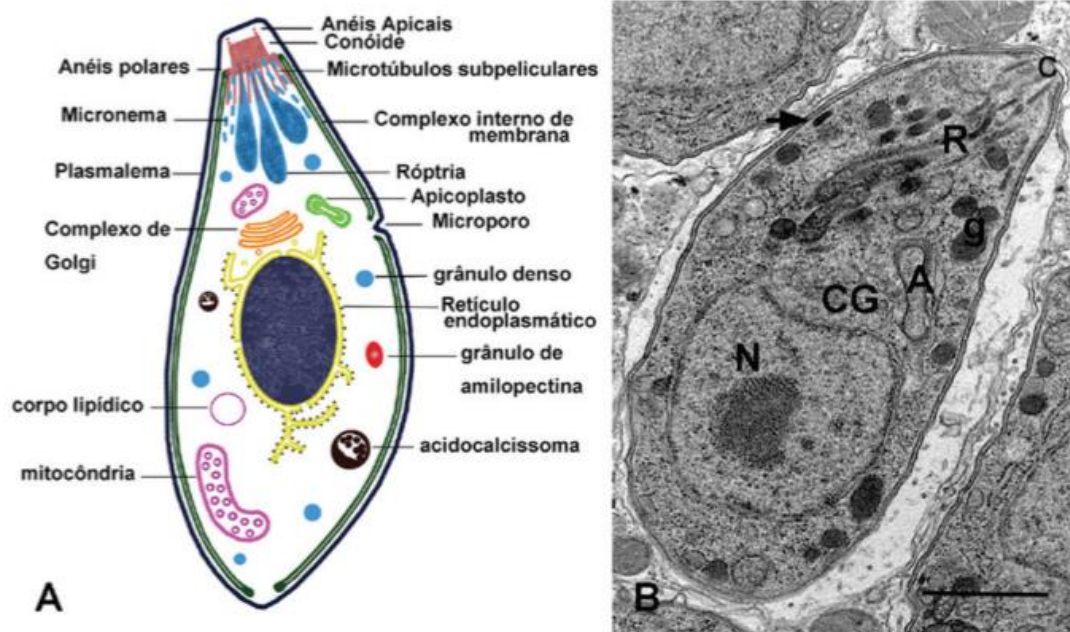 Anéis Apicais
Conóide
Anéis polares
Microtúbulos subpeliculares
Micronema
Complexo interno de
membrana
Plasmalema
Róptria
Apicoplasto
Microporo
Complexo de
Golgi
grânulo denso
Retículo
endoplasmático
grânulo de
amilopectina
corpo lipídico
acidocalcissoma
mitocôndria
A
C
R
g
A
CG
N
B